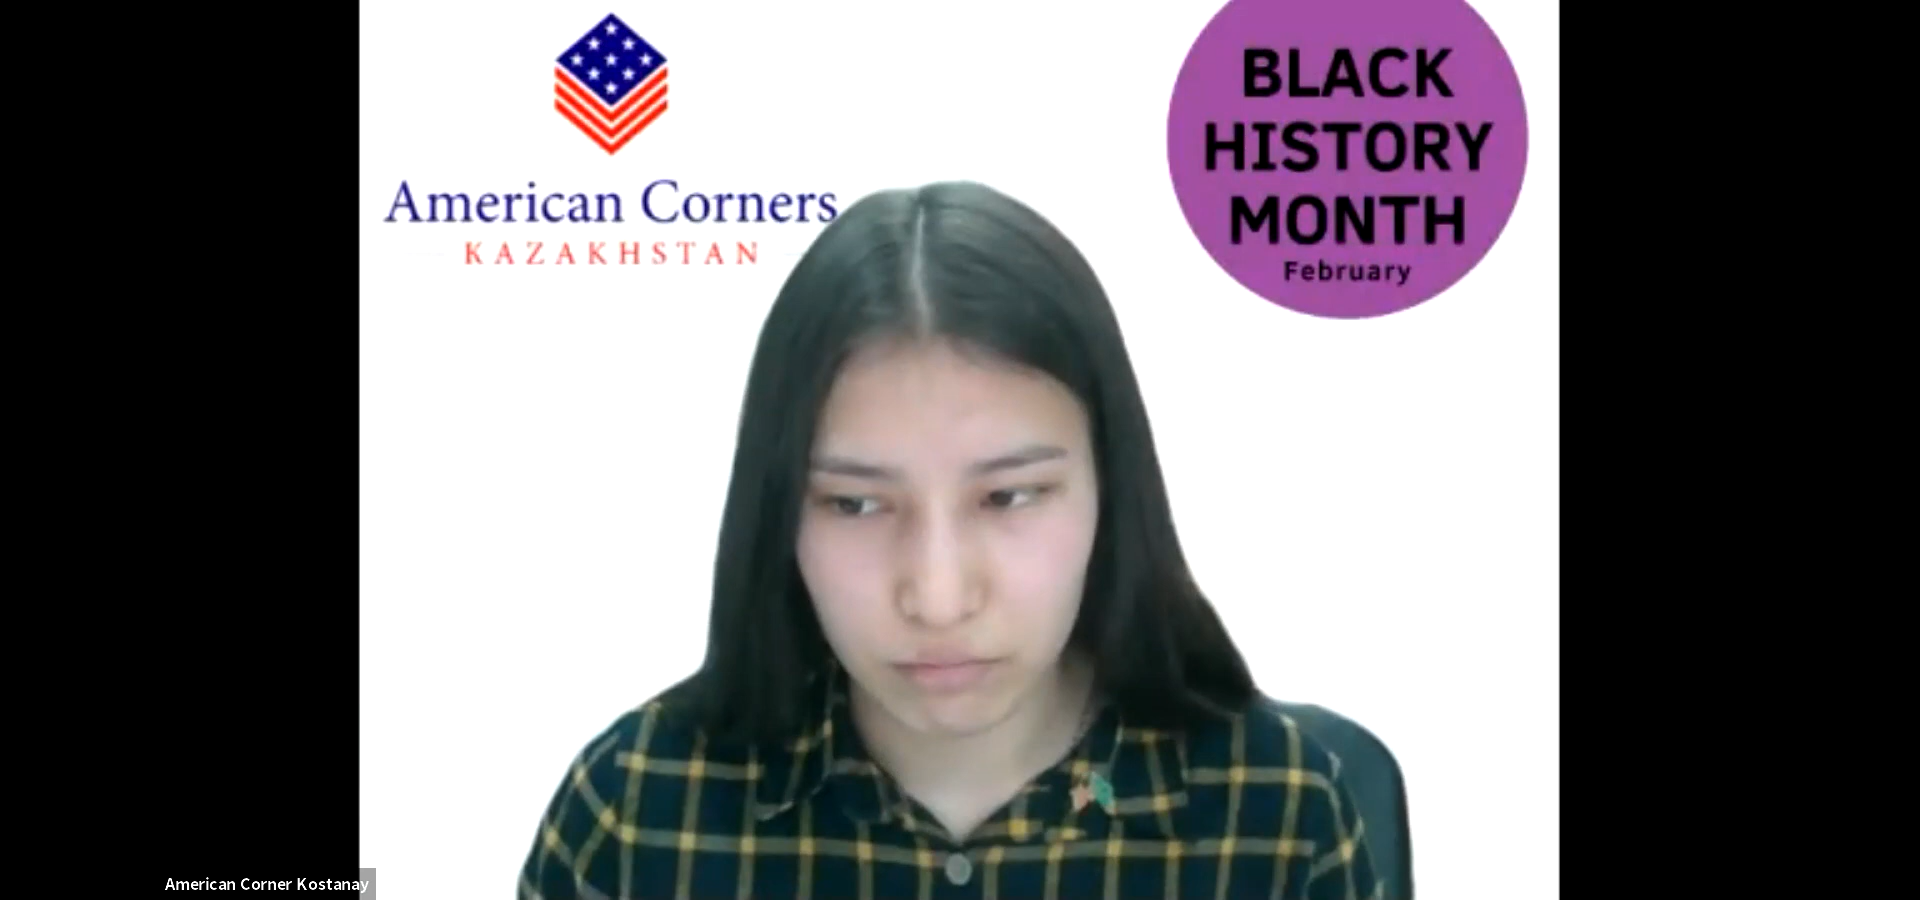 American Corners
KAZAKHSTAN
BLACK
HISTORY
MONTH
February
American Corner Kostanay